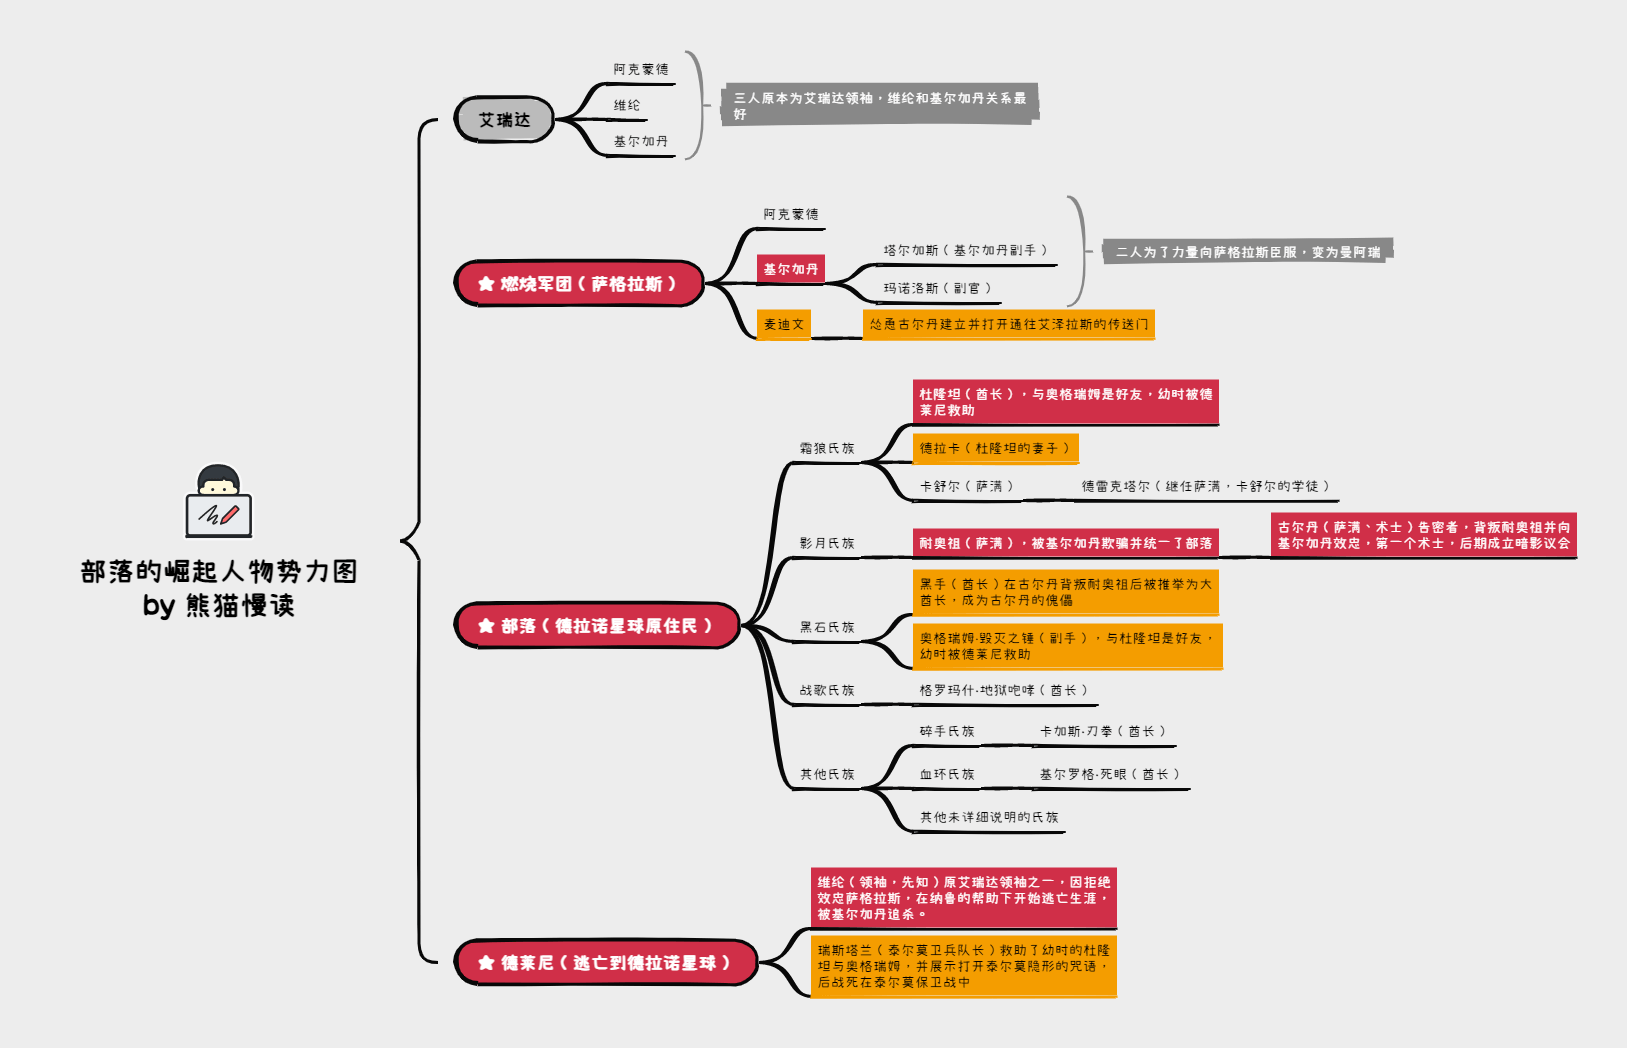 部落的崛起人物势力图
by 熊猫慢读
艾瑞达
阿克蒙德
维纶
基尔加丹
三人原本为艾瑞达领袖，维纶和基尔加丹关系最
好
燃烧军团（萨格拉斯）
阿克蒙德
基尔加丹
塔尔加斯（基尔加丹副手）
玛诺洛斯（副官）
二人为了力量向萨格拉斯臣服，变为曼阿瑞
麦迪文
怂恿古尔丹建立并打开通往艾泽拉斯的传送门
部落（德拉诺星球原住民）
霜狼氏族
杜隆坦（酋长），与奥格瑞姆是好友，幼时被德
莱尼救助
德拉卡（杜隆坦的妻子）
卡舒尔（萨满）
德雷克塔尔（继任萨满，卡舒尔的学徒）
影月氏族
耐奥祖（萨满），被基尔加丹欺骗并统一了部落
古尔丹（萨满、术士）告密者，背叛耐奥祖并向
基尔加丹效忠，第一个术士，后期成立暗影议会
黑石氏族
黑手（酋长）在古尔丹背叛耐奥祖后被推举为大
酋长，成为古尔丹的傀儡
奥格瑞姆·毁灭之锤（副手），与杜隆坦是好友，
幼时被德莱尼救助
战歌氏族
格罗玛什·地狱咆哮（酋长）
其他氏族
碎手氏族
卡加斯·刃拳（酋长）
血环氏族
基尔罗格·死眼（酋长）
其他未详细说明的氏族
德莱尼（逃亡到德拉诺星球）
维纶（领袖，先知）原艾瑞达领袖之一，因拒绝
效忠萨格拉斯，在纳鲁的帮助下开始逃亡生涯，
被基尔加丹追杀。
瑞斯塔兰（泰尔莫卫兵队长）救助了幼时的杜隆
坦与奥格瑞姆，并展示打开泰尔莫隐形的咒语，
后战死在泰尔莫保卫战中